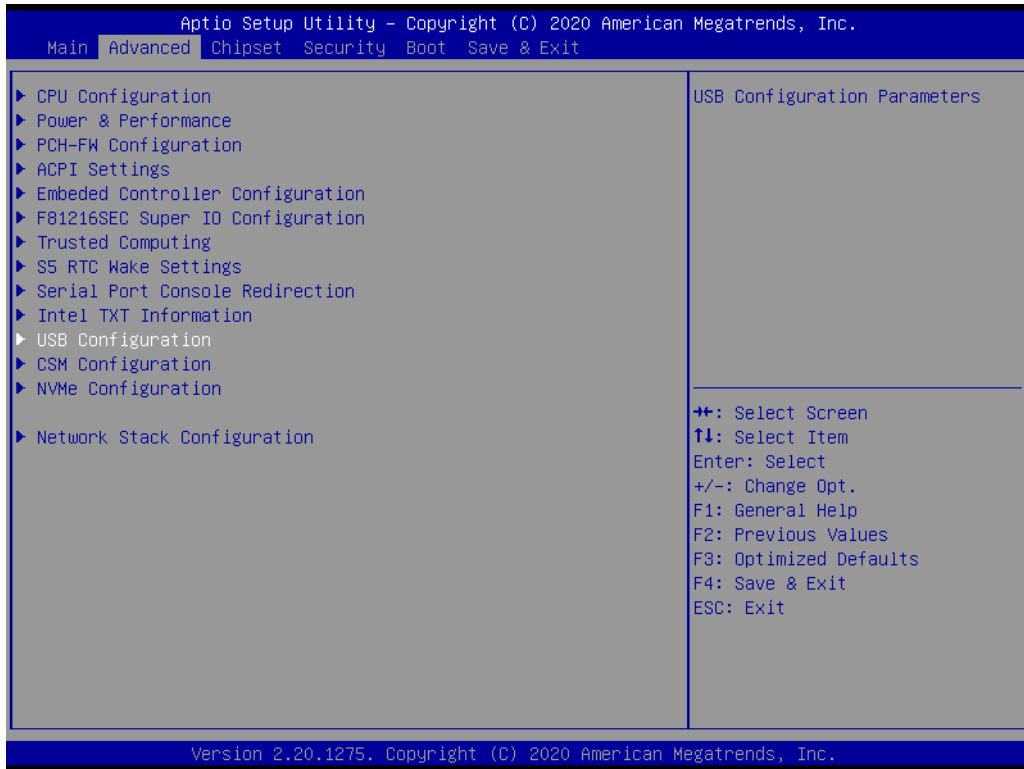 Aptio Setup Utility – Copyright (C) 2020 American Megatrends, Inc.
Main Advanced Chipset Security Boot Save & Exit
► CPU Configuration
► Power & Performance
► PCH-FW Configuration
► ACPI Settings
► Embeded Controller Configuration
► F81216SEC Super IO Configuration
► Trusted Computing
► S5 RTC Wake Settings
► Serial Port Console Redirection
► Intel TXT Information
► USB Configuration
► CSM Configuration
► NVMe Configuration
► Network Stack Configuration
USB Configuration Parameters
→←: Select Screen
↑↓: Select Item
Enter: Select
+/-: Change Opt.
F1: General Help
F2: Previous Values
F3: Optimized Defaults
F4: Save & Exit
ESC: Exit
Version 2.20.1275. Copyright (C) 2020 American Megatrends, Inc.